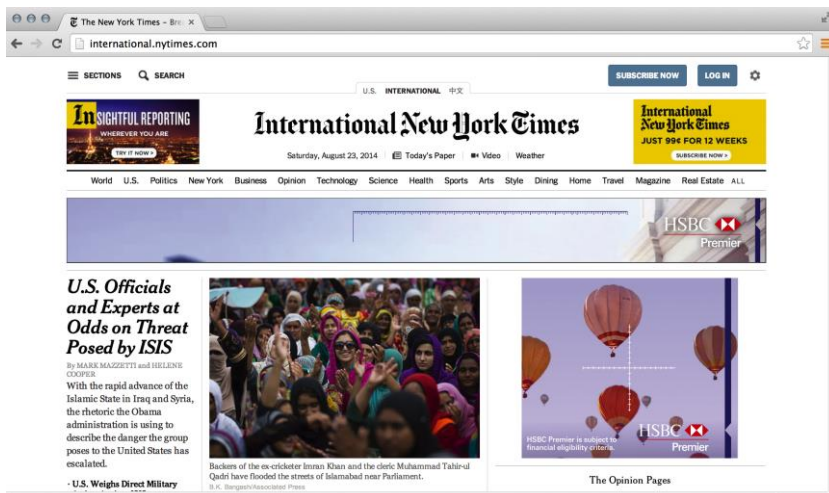 The New York Times - Brea
international.nytimes.com
SECTIONS SEARCH
SUBSCRIBE NOW LOG IN
U.S. INTERNATIONAL 中文
InSIGHTFUL REPORTING
WHEREVER YOU ARE
TRY IT NOW >
International New York Times
International
New York Times
JUST 99¢ FOR 12 WEEKS
SUBSCRIBE NOW >
Saturday, August 23, 2014 Today's Paper Video Weather
World U.S. Politics New York Business Opinion Technology Science Health Sports Arts Style Dining Home Travel Magazine Real Estate ALL
HSBC
Premier
U.S. Officials
and Experts at
Odds on Threat
Posed by ISIS
By MARK MAZZETTI and HELENE
COOPER
With the rapid advance of the
Islamic State in Iraq and Syria,
the rhetoric the Obama
administration is using to
describe the danger the group
poses to the United States has
escalated.
· U.S. Weighs Direct Military
Backers of the ex-cricketer Imran Khan and the cleric Muhammad Tahir-ul
Qadri have flooded the streets of Islamabad near Parliament.
B.K. Bangash/Associated Press
HSBC Premier is subject to
financial eligibility criteria.
HSBC
Premier
The Opinion Pages